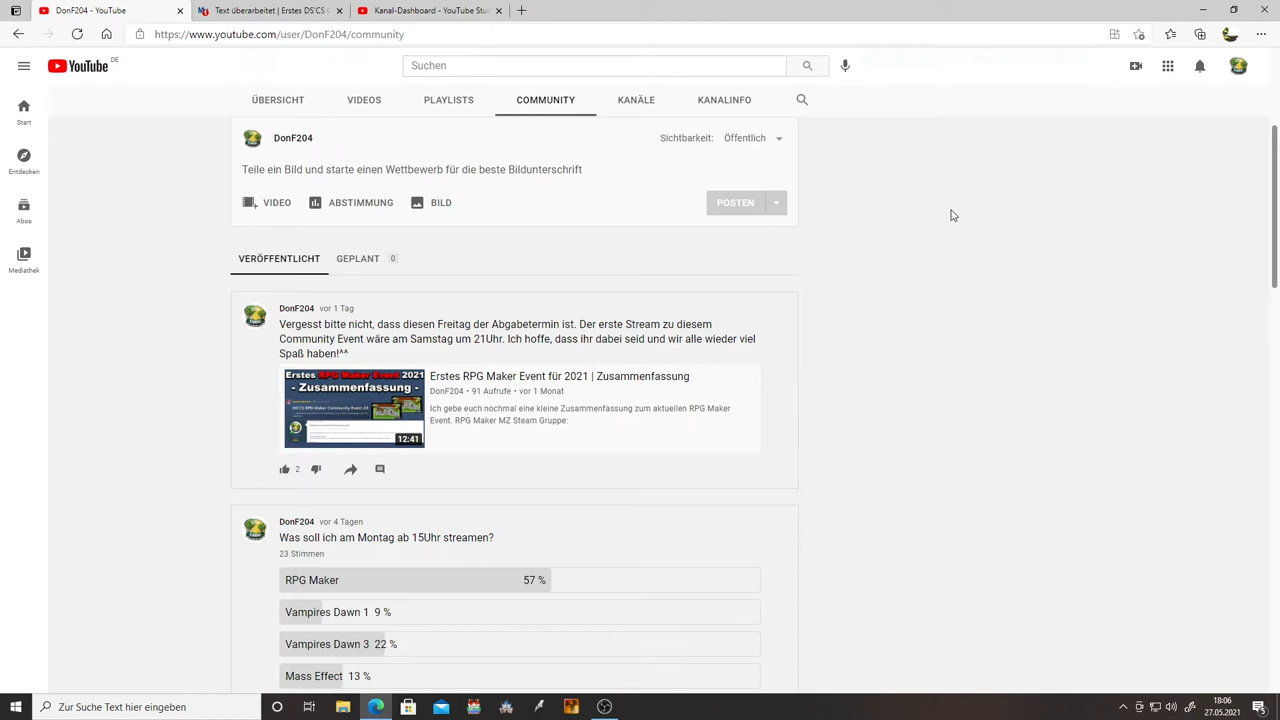 DonF204 - YouTube
Text überarbeitet | Erstes DS'CS C
Kanal-Dashboard - YouTube Stud
https://www.youtube.com/user/DonF204/community
YouTube DE
Suchen
ÜBERSICHT VIDEOS PLAYLISTS COMMUNITY KANÄLE KANALINFO
Start
Entdecken
Abos
Mediathek
DonF204
Sichtbarkeit: Öffentlich
Teile ein Bild und starte einen Wettbewerb für die beste Bildunterschrift
VIDEO ABSTIMMUNG BILD
POSTEN
VERÖFFENTLICHT GEPLANT 0
DonF204 vor 1 Tag
Vergesst bitte nicht, dass diesen Freitag der Abgabetermin ist. Der erste Stream zu diesem
Community Event wäre am Samstag um 21Uhr. Ich hoffe, dass ihr dabei seid und wir alle wieder viel
Spaß haben!^^
Erstes RPG Maker Event 2021
- Zusammenfassung -
12:41
Erstes RPG Maker Event für 2021 | Zusammenfassung
DonF204 • 91 Aufrufe • vor 1 Monat
Ich gebe euch nochmal eine kleine Zusammenfassung zum aktuellen RPG Maker
Event. RPG Maker MZ Steam Gruppe:
2
DonF204 vor 4 Tagen
Was soll ich am Montag ab 15Uhr streamen?
23 Stimmen
RPG Maker 57 %
Vampires Dawn 1 9 %
Vampires Dawn 3 22 %
Mass Effect 13 %
Zur Suche Text hier eingeben
18:06
27.05.2021